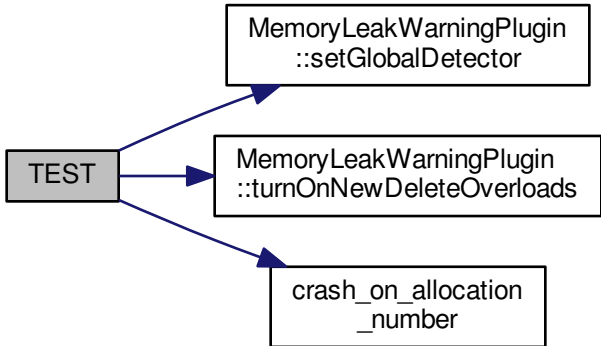 MemoryLeakWarningPlugin
::setGlobalDetector
TEST
MemoryLeakWarningPlugin
::turnOnNewDeleteOverloads
crash_on_allocation
_number